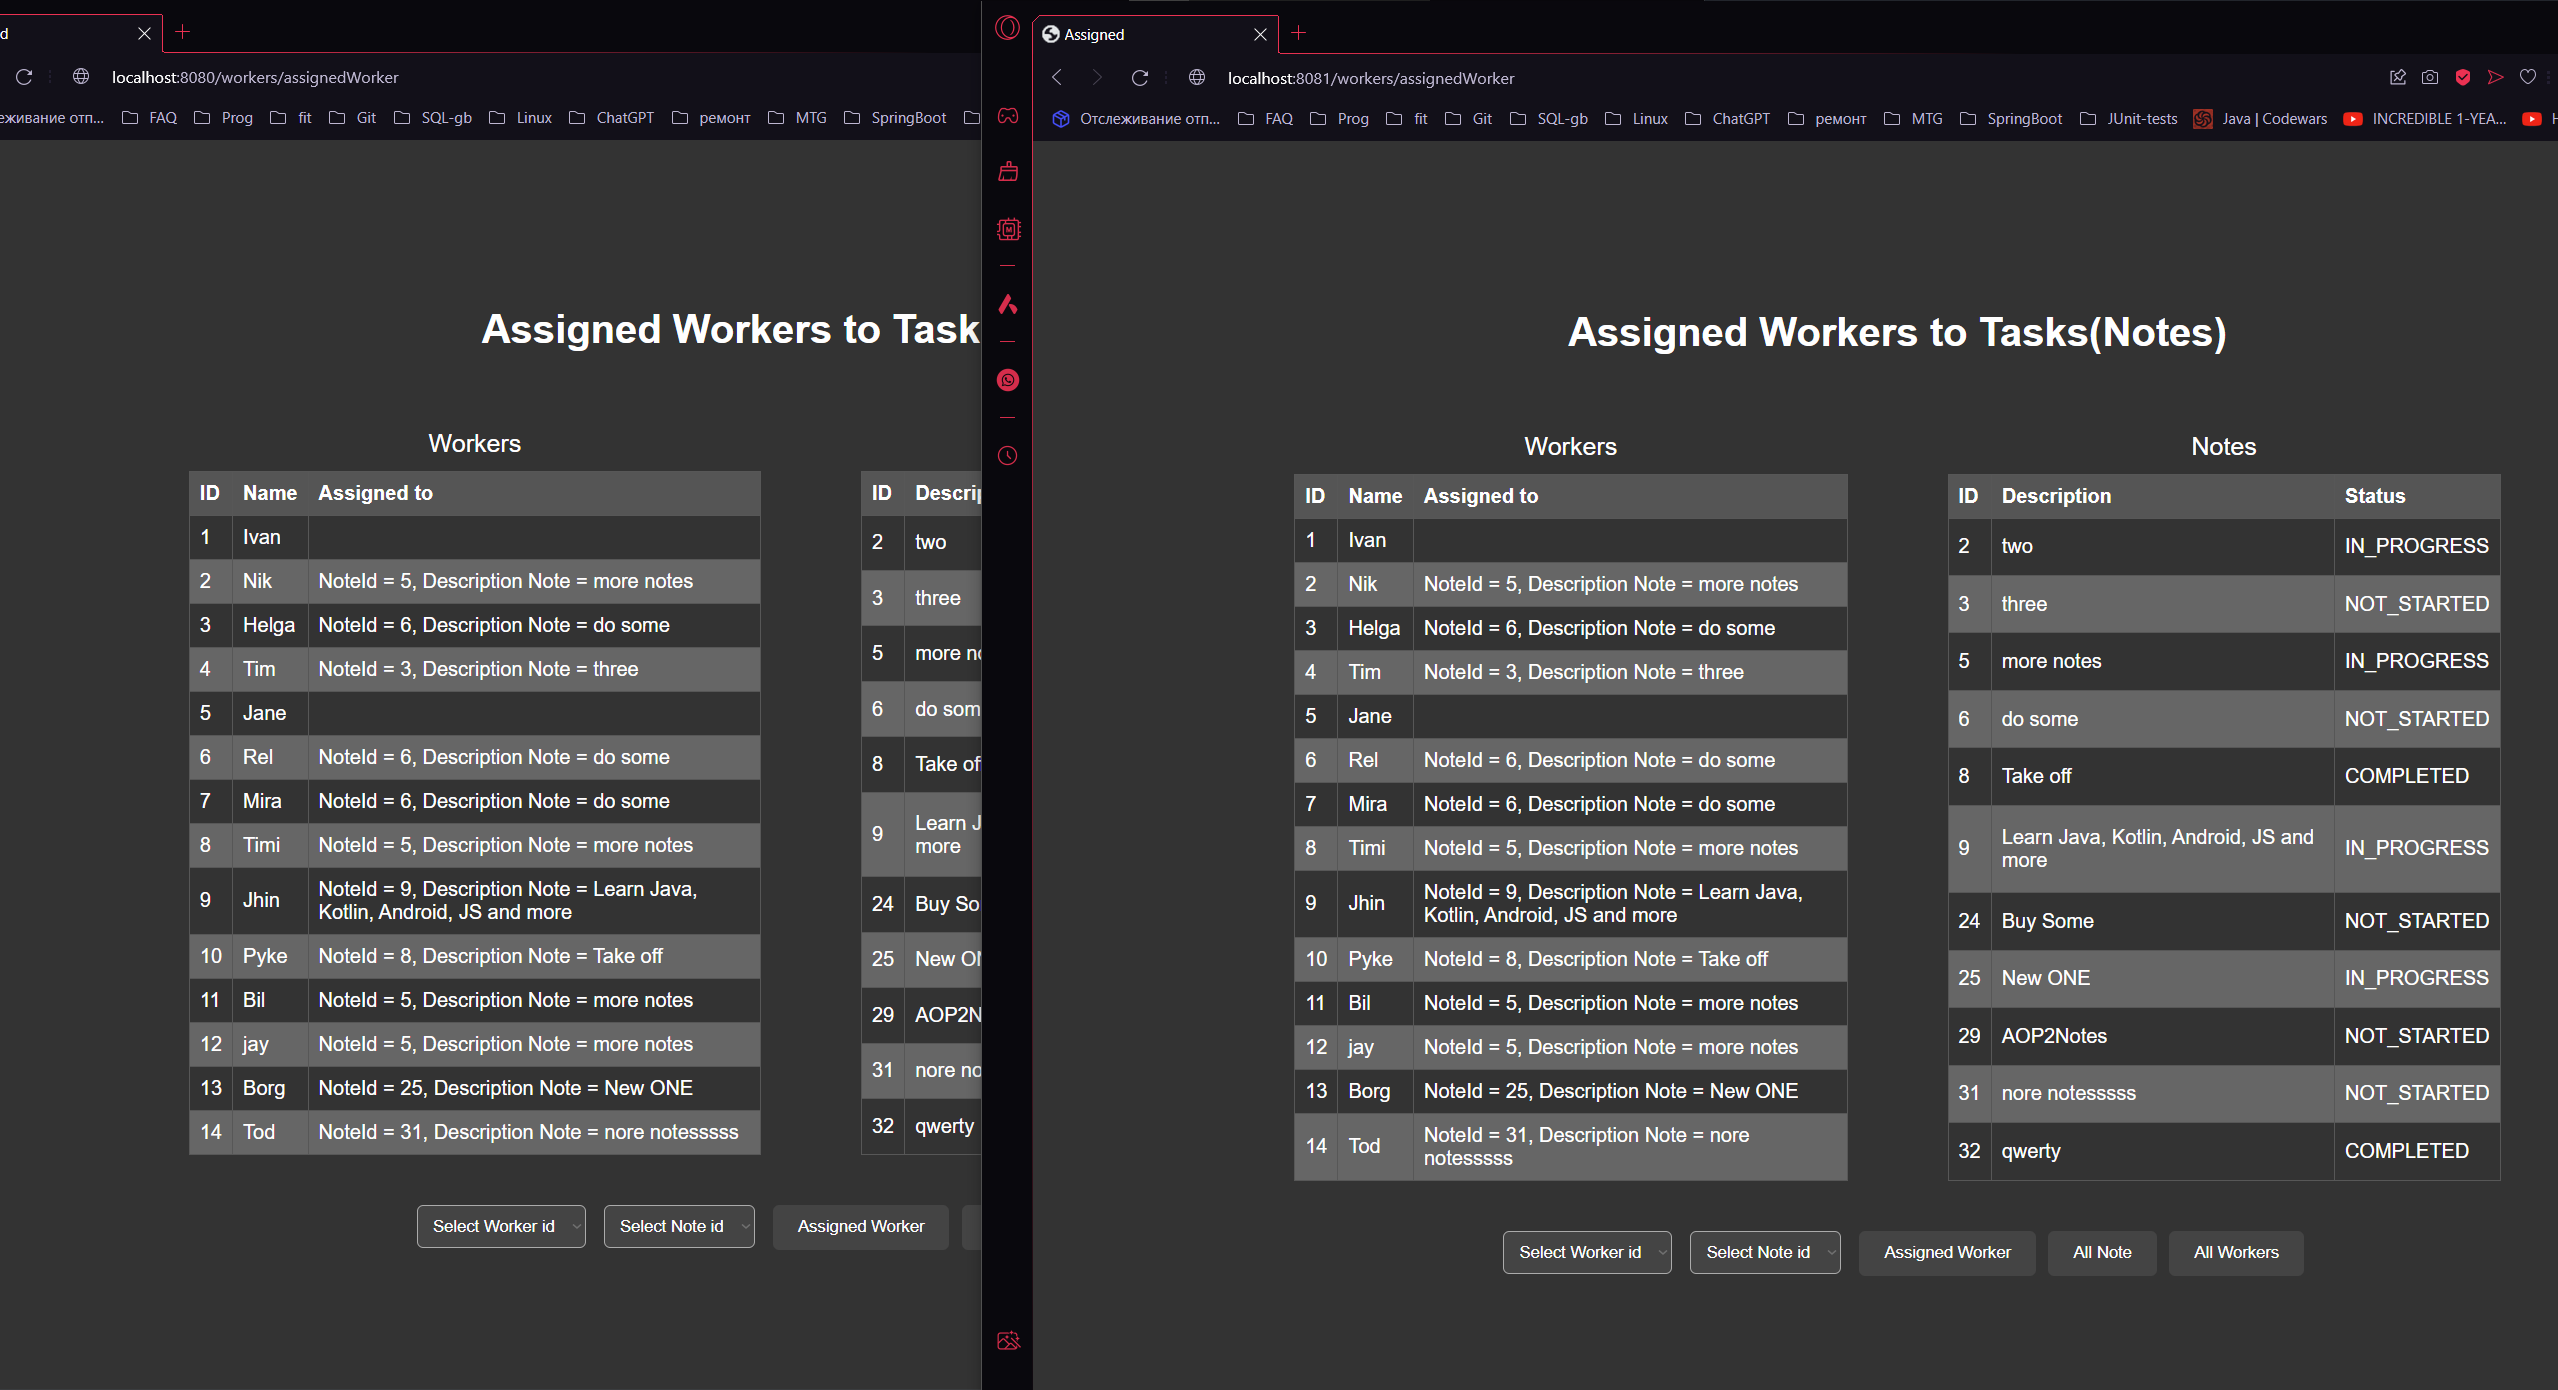 d
localhost:8080/workers/assignedWorker
еживание отп... FAQ Prog fit Git SQL-gb Linux ChatGPT ремонт MTG SpringBoot
Assigned Workers to Task
Workers
ID Name Assigned to
1 Ivan
2 Nik NoteId = 5, Description Note = more notes
3 Helga NoteId = 6, Description Note = do some
4 Tim NoteId = 3, Description Note = three
5 Jane
6 Rel NoteId = 6, Description Note = do some
7 Mira NoteId = 6, Description Note = do some
8 Timi NoteId = 5, Description Note = more notes
9 Jhin NoteId = 9, Description Note = Learn Java,
Kotlin, Android, JS and more
10 Pyke NoteId = 8, Description Note = Take off
11 Bil NoteId = 5, Description Note = more notes
12 jay NoteId = 5, Description Note = more notes
13 Borg NoteId = 25, Description Note = New ONE
14 Tod NoteId = 31, Description Note = nore notesssss
ID Descrip
2 two
3 three
5 more no
6 do som
8 Take of
9 Learn J
more
24 Buy So
25 New ON
29 AOP2N
31 nore no
32 qwerty
Select Worker id Select Note id Assigned Worker
Assigned
localhost:8081/workers/assignedWorker
Отслеживание отп... FAQ Prog fit Git SQL-gb Linux ChatGPT ремонт MTG SpringBoot JUnit-tests Java | Codewars INCREDIBLE 1-YEA...
Assigned Workers to Tasks(Notes)
Workers
ID Name Assigned to
1 Ivan
2 Nik NoteId = 5, Description Note = more notes
3 Helga NoteId = 6, Description Note = do some
4 Tim NoteId = 3, Description Note = three
5 Jane
6 Rel NoteId = 6, Description Note = do some
7 Mira NoteId = 6, Description Note = do some
8 Timi NoteId = 5, Description Note = more notes
9 Jhin NoteId = 9, Description Note = Learn Java,
Kotlin, Android, JS and more
10 Pyke NoteId = 8, Description Note = Take off
11 Bil NoteId = 5, Description Note = more notes
12 jay NoteId = 5, Description Note = more notes
13 Borg NoteId = 25, Description Note = New ONE
14 Tod NoteId = 31, Description Note = nore
notesssss
Notes
ID Description Status
2 two IN_PROGRESS
3 three NOT_STARTED
5 more notes IN_PROGRESS
6 do some NOT_STARTED
8 Take off COMPLETED
9 Learn Java, Kotlin, Android, JS and
more IN_PROGRESS
24 Buy Some NOT_STARTED
25 New ONE IN_PROGRESS
29 AOP2Notes NOT_STARTED
31 nore notesssss NOT_STARTED
32 qwerty COMPLETED
Select Worker id Select Note id Assigned Worker All Note All Workers